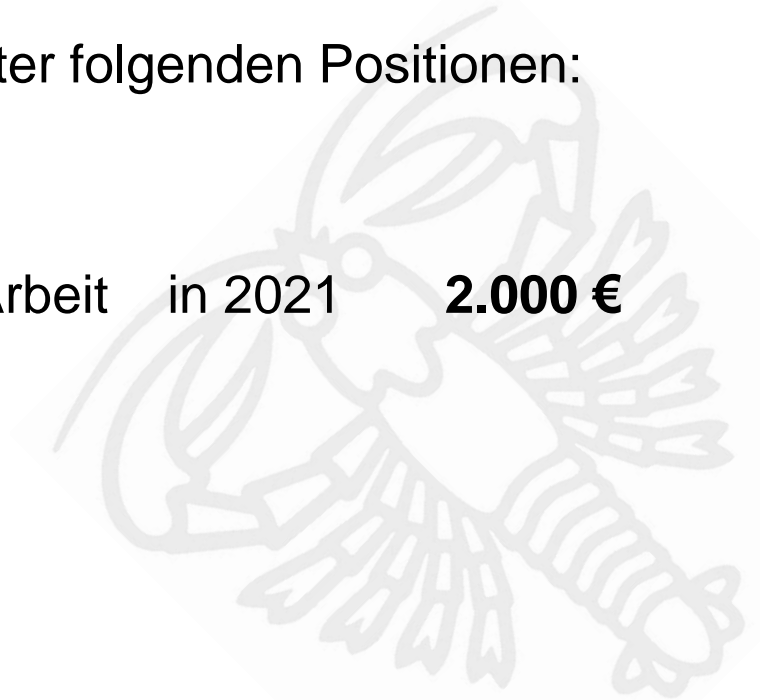 ter folgenden Positionen:
rbeit in 2021 2.000 €